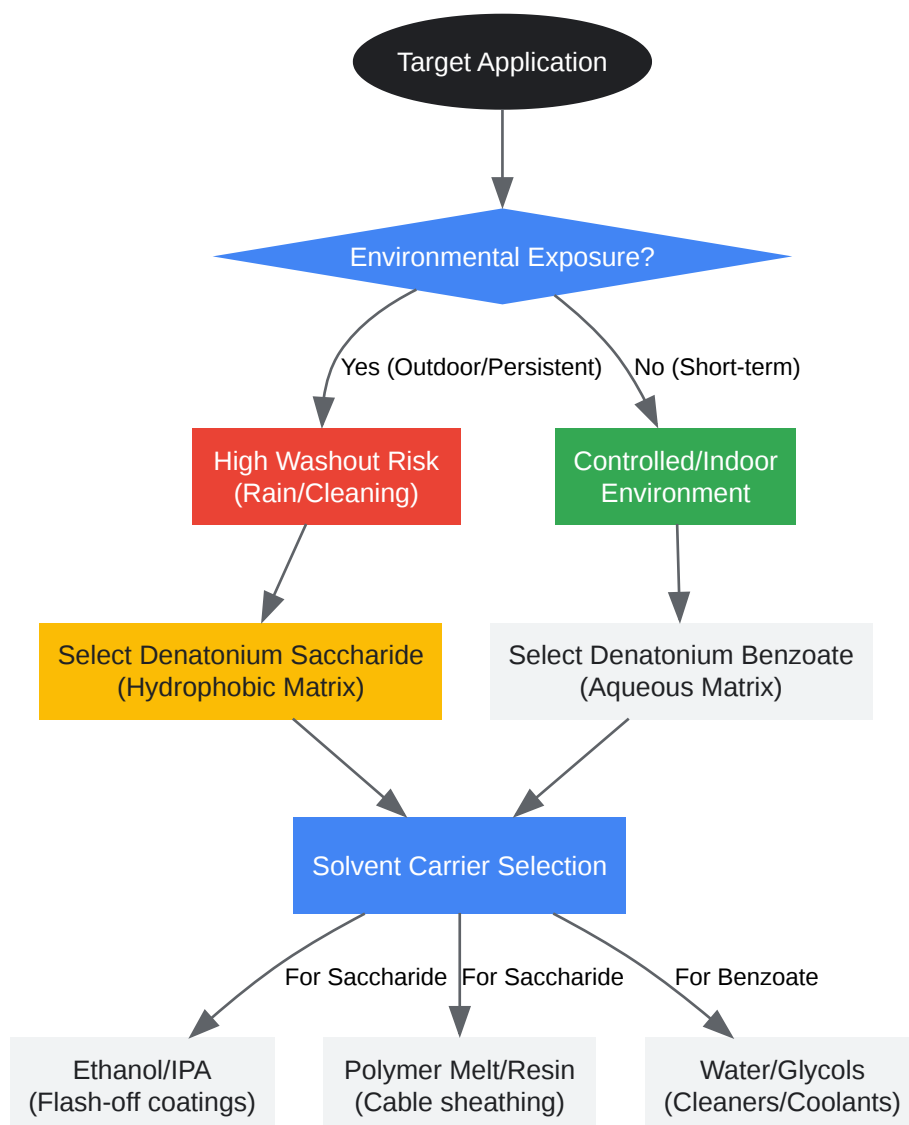 Target Application
Environmental Exposure?
Yes (Outdoor/Persistent)
No (Short-term)
High Washout Risk
(Rain/Cleaning)
Controlled/Indoor
Environment
Select Denatonium Saccharide
(Hydrophobic Matrix)
Select Denatonium Benzoate
(Aqueous Matrix)
Solvent Carrier Selection
For Saccharide
For Saccharide
For Benzoate
Ethanol/IPA
(Flash-off coatings)
Polymer Melt/Resin
(Cable sheathing)
Water/Glycols
(Cleaners/Coolants)